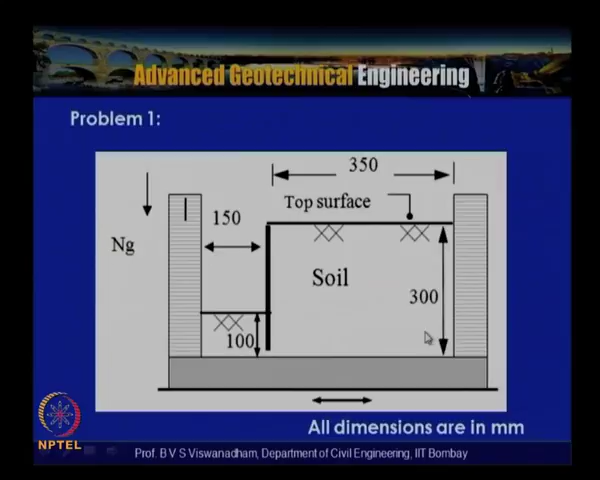 Advanced Geotechnical Engineering
Problem 1:
350
150
Top surface
Ng
Soil
300
100
NPTEL
All dimensions are in mm
Prof. B V S Viswanadham, Department of Civil Engineering, IIT Bombay